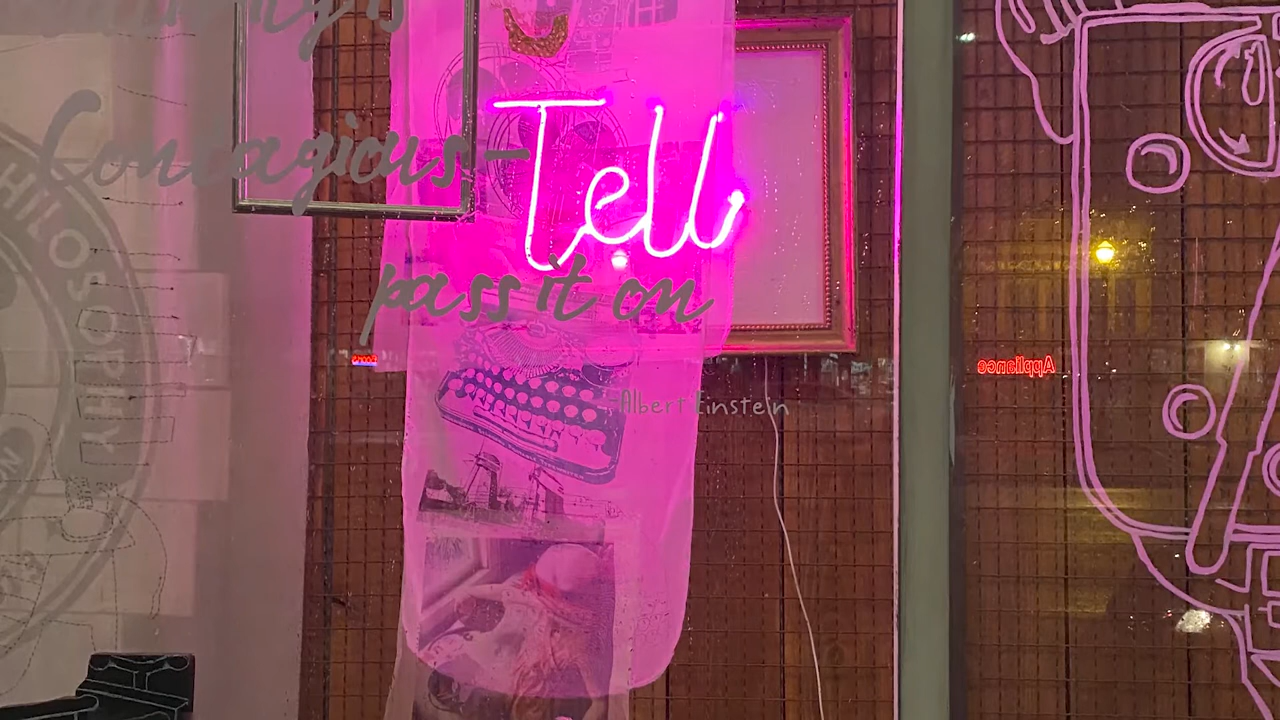 Contagious-
Tell
pass it on
-Albert Einstein
PHILOSOPHY
Appliance